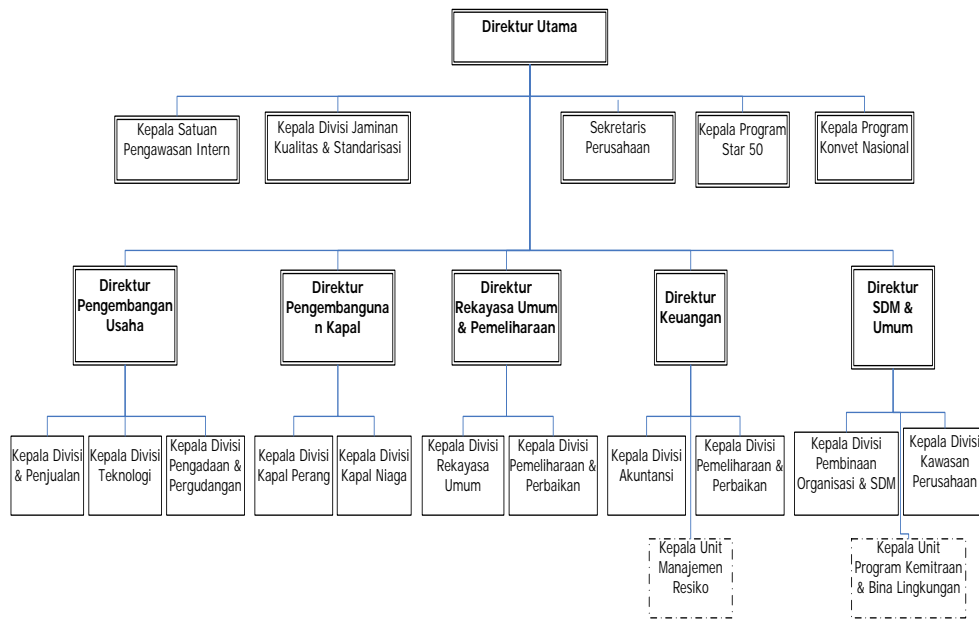 Direktur Utama
Kepala Satuan
Pengawasan Intern
Kepala Divisi Jaminan
Kualitas & Standarisasi
Sekretaris
Perusahaan
Kepala Program
Star 50
Kepala Program
Konvet Nasional
Direktur
Pengembangan
Usaha
Direktur
Pengembanguna
n Kapal
Direktur
Rekayasa Umum
& Pemeliharaan
Direktur
Keuangan
Direktur
SDM &
Umum
Kepala Divisi
& Penjualan
Kepala Divisi
Teknologi
Kepala Divisi
Pengadaan &
Pergudangan
Kepala Divisi
Kapal Perang
Kepala Divisi
Kapal Niaga
Kepala Divisi
Rekayasa
Umum
Kepala Divisi
Pemeliharaan &
Perbaikan
Kepala Divisi
Akuntansi
Kepala Divisi
Pemeliharaan &
Perbaikan
Kepala Divisi
Pembinaan
Organisasi & SDM
Kepala Divisi
Kawasan
Perusahaan
Kepala Unit
Manajemen
Resiko
Kepala Unit
Program Kemitraan
& Bina Lingkungan